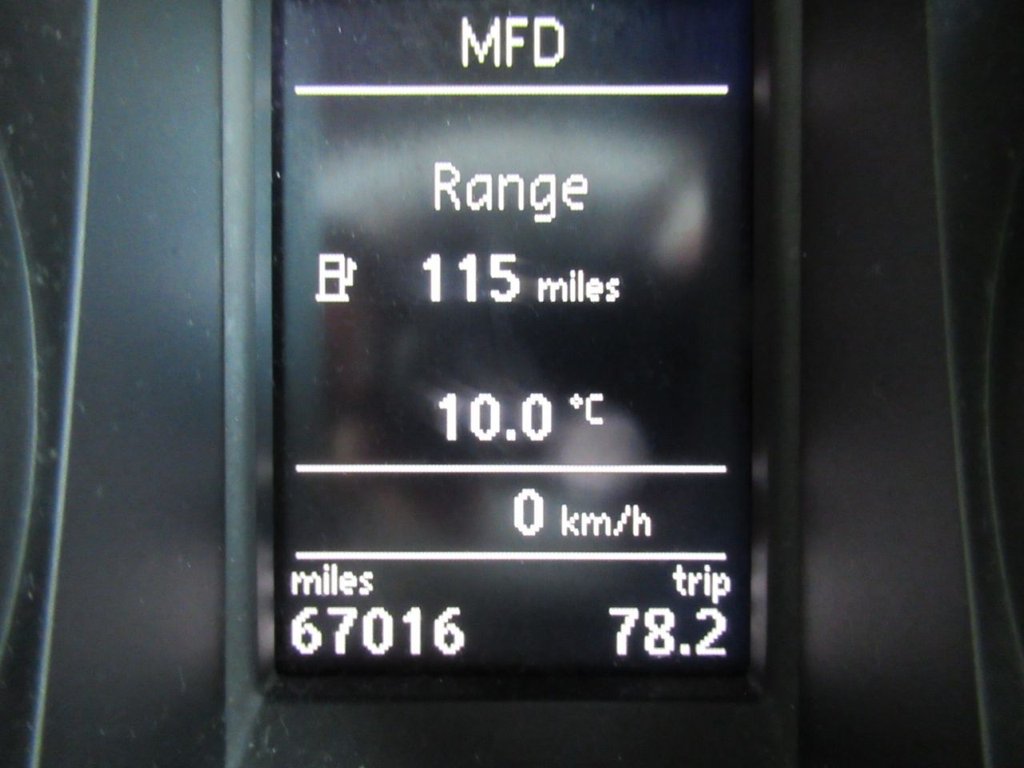 MFD
Range
115 miles
10.0 °C
0 km/h
miles trip
67016 78.2